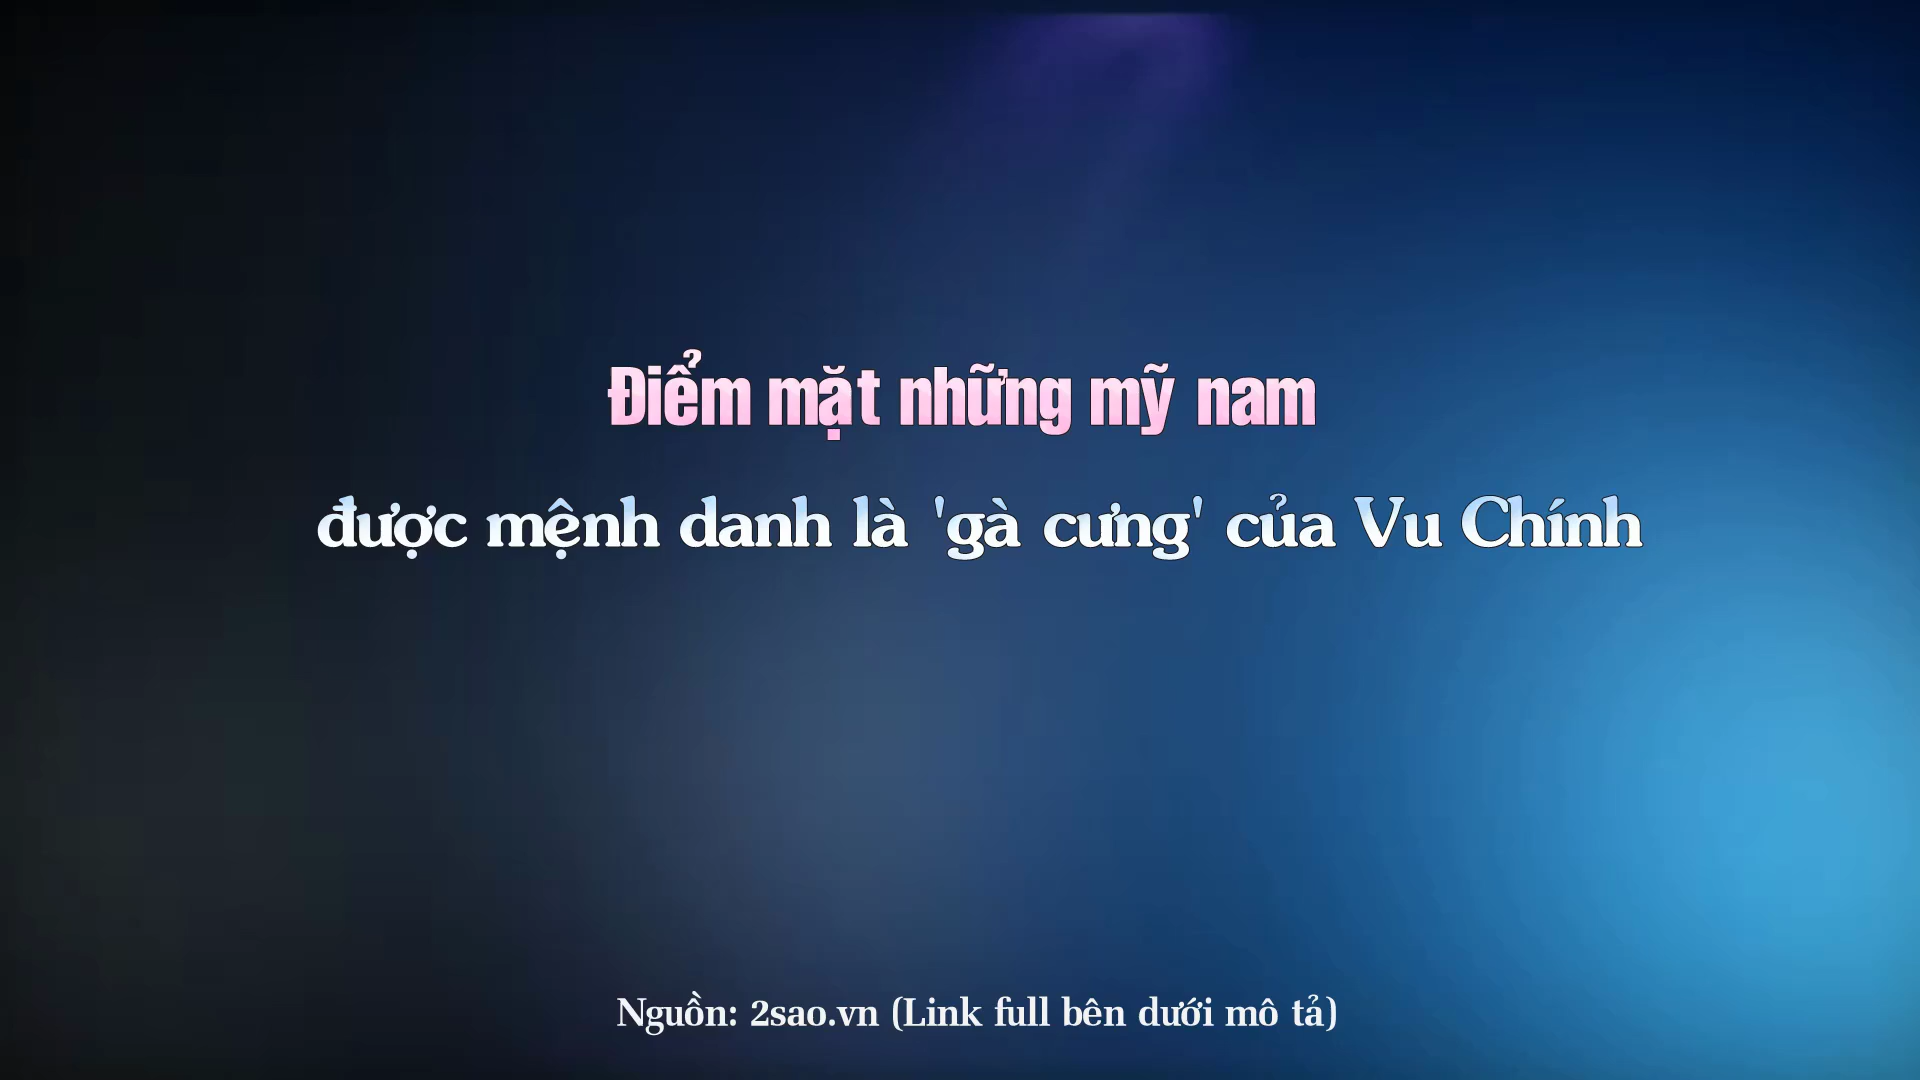 Điểm mặt những mỹ nam
được mệnh danh là 'gà cưng' của Vu Chính
Nguồn: 2sao.vn (Link full bên dưới mô tả)